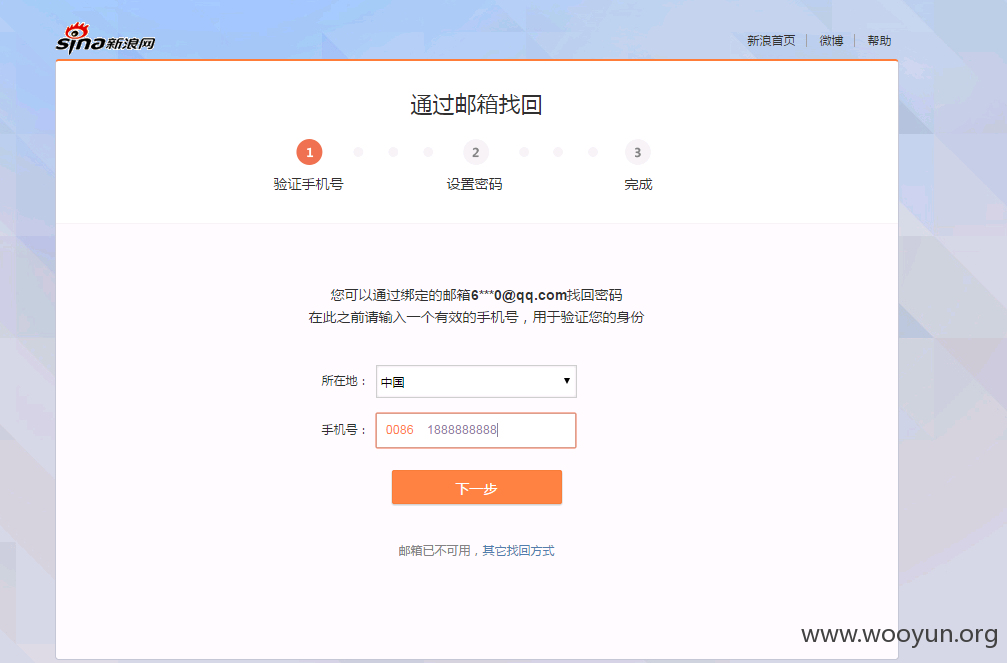 sina新浪网
新浪首页 | 微博 | 帮助
通过邮箱找回
1 2 3
验证手机号 设置密码 完成
您可以通过绑定的邮箱6***0@qq.com找回密码
在此之前请输入一个有效的手机号，用于验证您的身份
所在地： 中国
手机号： 0086 1888888888
下一步
邮箱已不可用，其它找回方式
www.wooyun.org